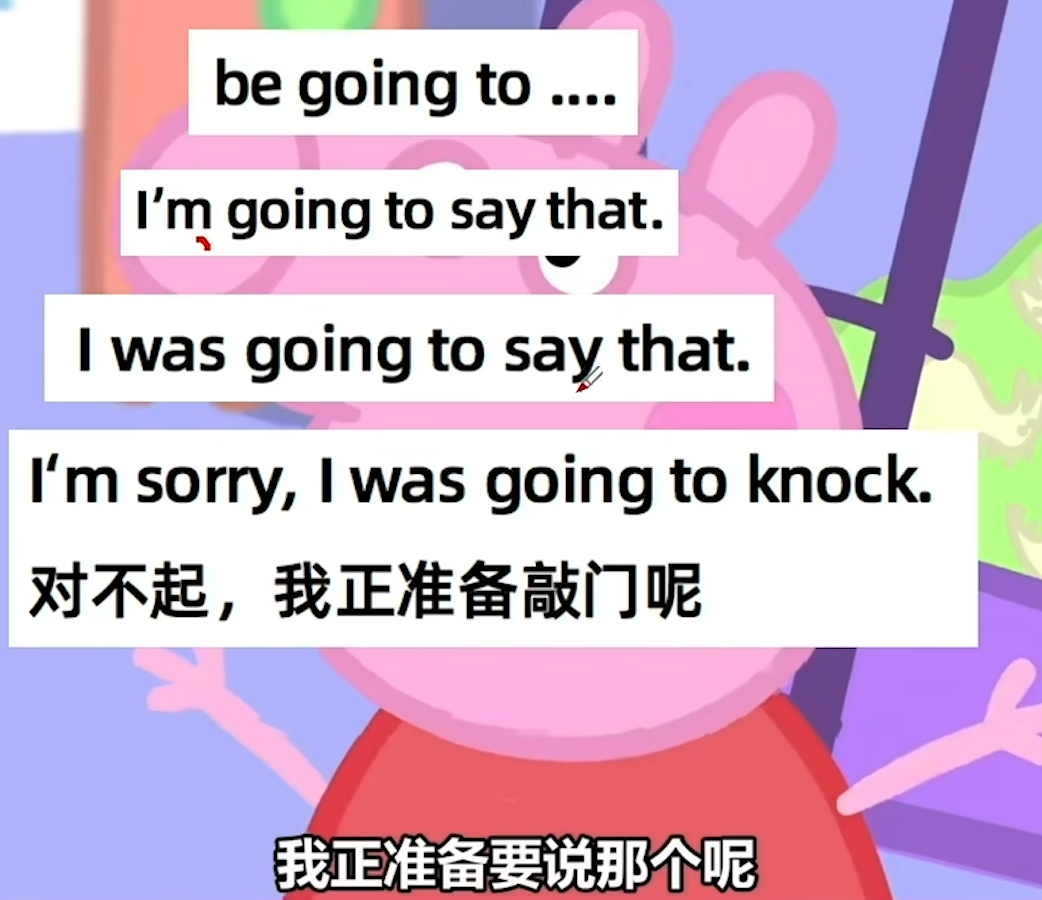 be going to ....
I’m going to say that.
I was going to say that.
I‘m sorry, I was going to knock.
对不起，我正准备敲门呢
我正准备要说那个呢